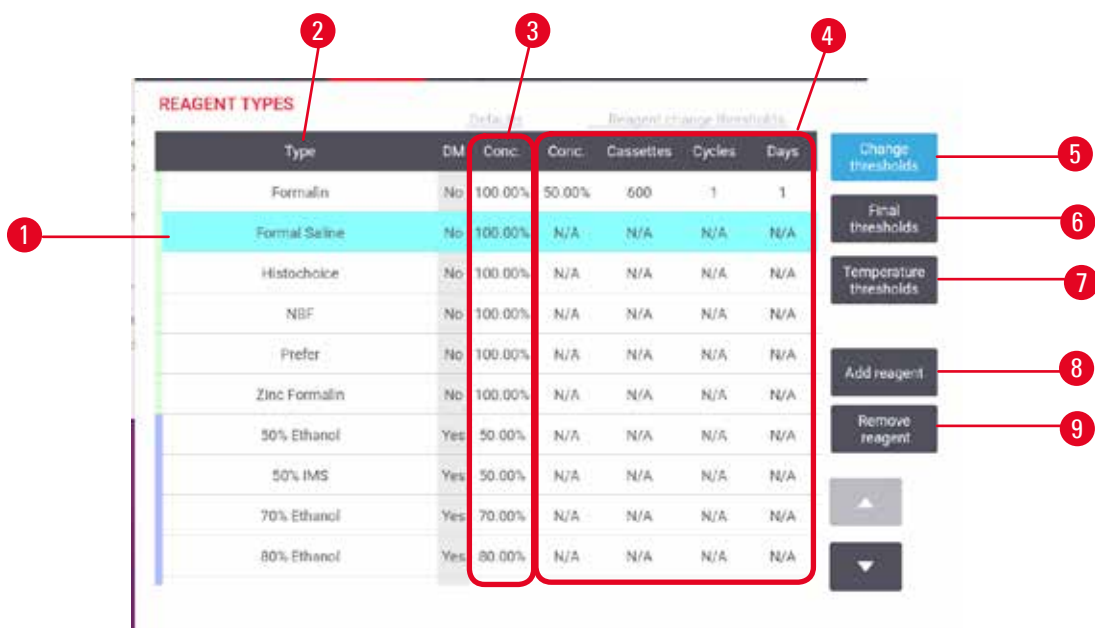 2 3 4
REAGENT TYPES
Defaults Reagent change thresholds
Type DM Conc. Conc. Cassettes Cycles Days
Formalin No 100.00% 50.00% 600 1 1
Formal Saline No 100.00% N/A N/A N/A N/A
Histochoice No 100.00% N/A N/A N/A N/A
NBF No 100.00% N/A N/A N/A N/A
Prefer No 100.00% N/A N/A N/A N/A
Zinc Formalin No 100.00% N/A N/A N/A N/A
50% Ethanol Yes 50.00% N/A N/A N/A N/A
50% IMS Yes 50.00% N/A N/A N/A N/A
70% Ethanol Yes 70.00% N/A N/A N/A N/A
80% Ethanol Yes 80.00% N/A N/A N/A N/A
1
Change
thresholds
5
Final
thresholds
6
Temperature
thresholds
7
Add reagent
8
Remove
reagent
9